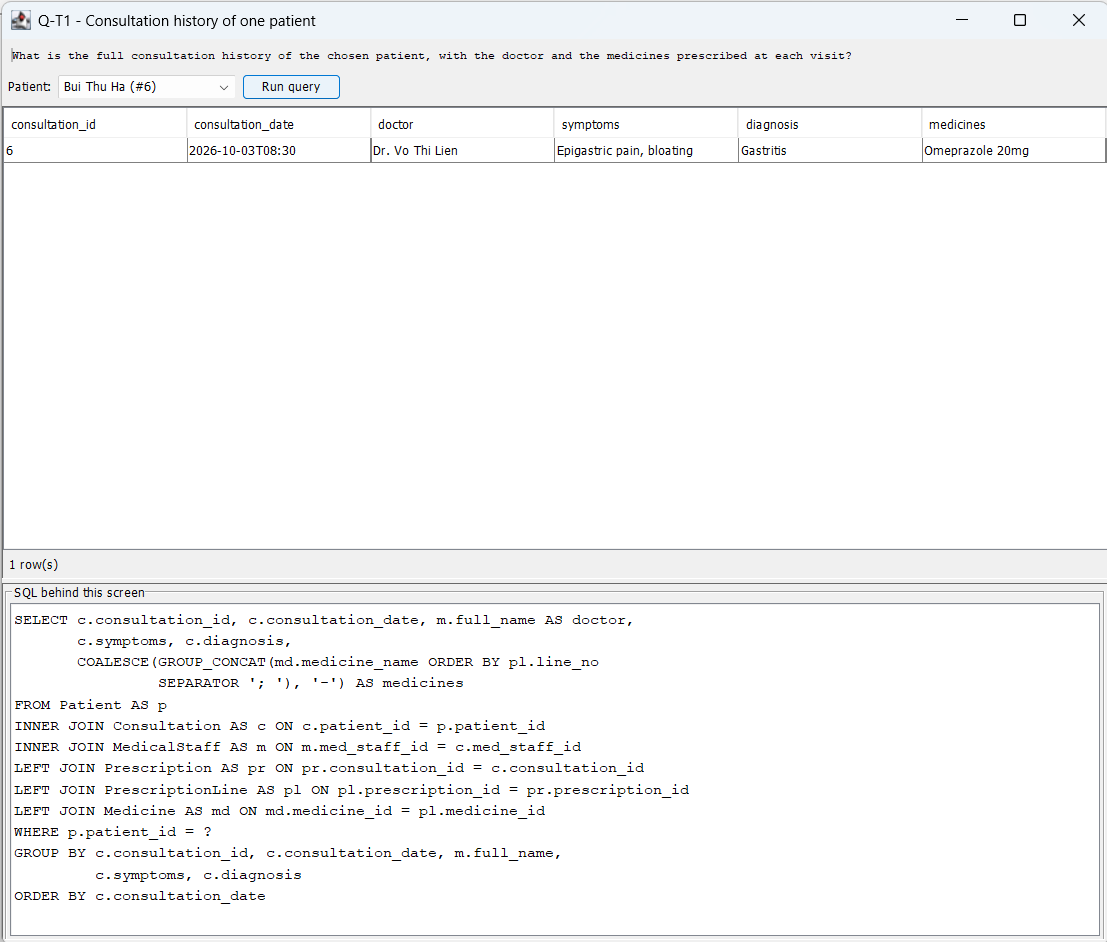 Q-T1 - Consultation history of one patient
What is the full consultation history of the chosen patient, with the doctor and the medicines prescribed at each visit?
Patient: Bui Thu Ha (#6) Run query
consultation_id consultation_date doctor symptoms diagnosis medicines
6 2026-10-03T08:30 Dr. Vo Thi Lien Epigastric pain, bloating Gastritis Omeprazole 20mg
1 row(s)
SQL behind this screen
SELECT c.consultation_id, c.consultation_date, m.full_name AS doctor,
c.symptoms, c.diagnosis,
COALESCE(GROUP_CONCAT(md.medicine_name ORDER BY pl.line_no
SEPARATOR '; '), '-') AS medicines
FROM Patient AS p
INNER JOIN Consultation AS c ON c.patient_id = p.patient_id
INNER JOIN MedicalStaff AS m ON m.med_staff_id = c.med_staff_id
LEFT JOIN Prescription AS pr ON pr.consultation_id = c.consultation_id
LEFT JOIN PrescriptionLine AS pl ON pl.prescription_id = pr.prescription_id
LEFT JOIN Medicine AS md ON md.medicine_id = pl.medicine_id
WHERE p.patient_id = ?
GROUP BY c.consultation_id, c.consultation_date, m.full_name,
c.symptoms, c.diagnosis
ORDER BY c.consultation_date